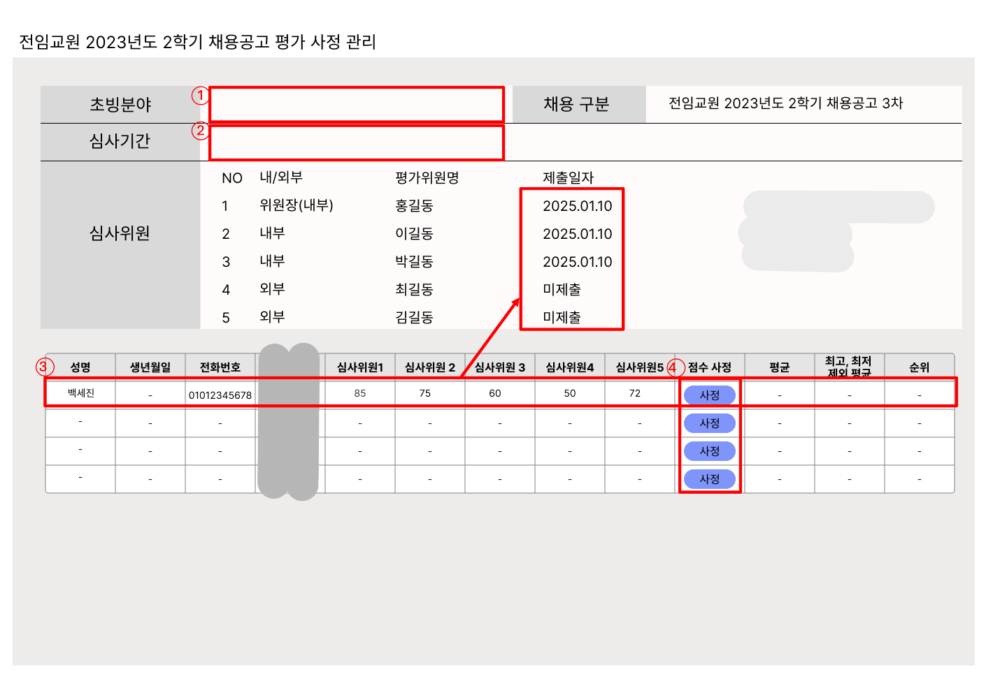 전임교원 2023년도 2학기 채용공고 평가 사정 관리
초빙분야 ① 채용 구분 전임교원 2023년도 2학기 채용공고 3차
심사기간 ②
심사위원
NO 내/외부 평가위원명 제출일자
1 위원장(내부) 홍길동 2025.01.10
2 내부 이길동 2025.01.10
3 내부 박길동 2025.01.10
4 외부 최길동 미제출
5 외부 김길동 미제출
③ 성명 생년월일 전화번호 심사위원1 심사위원 2 심사위원 3 심사위원4 심사위원5 ④ 점수 사정 평균 최고, 최저 제외 평균 순위
백세진 - 01012345678 85 75 60 50 72 사정 - - -
- - - - - - - - 사정 - - -
- - - - - - - - 사정 - - -
- - - - - - - - 사정 - - -